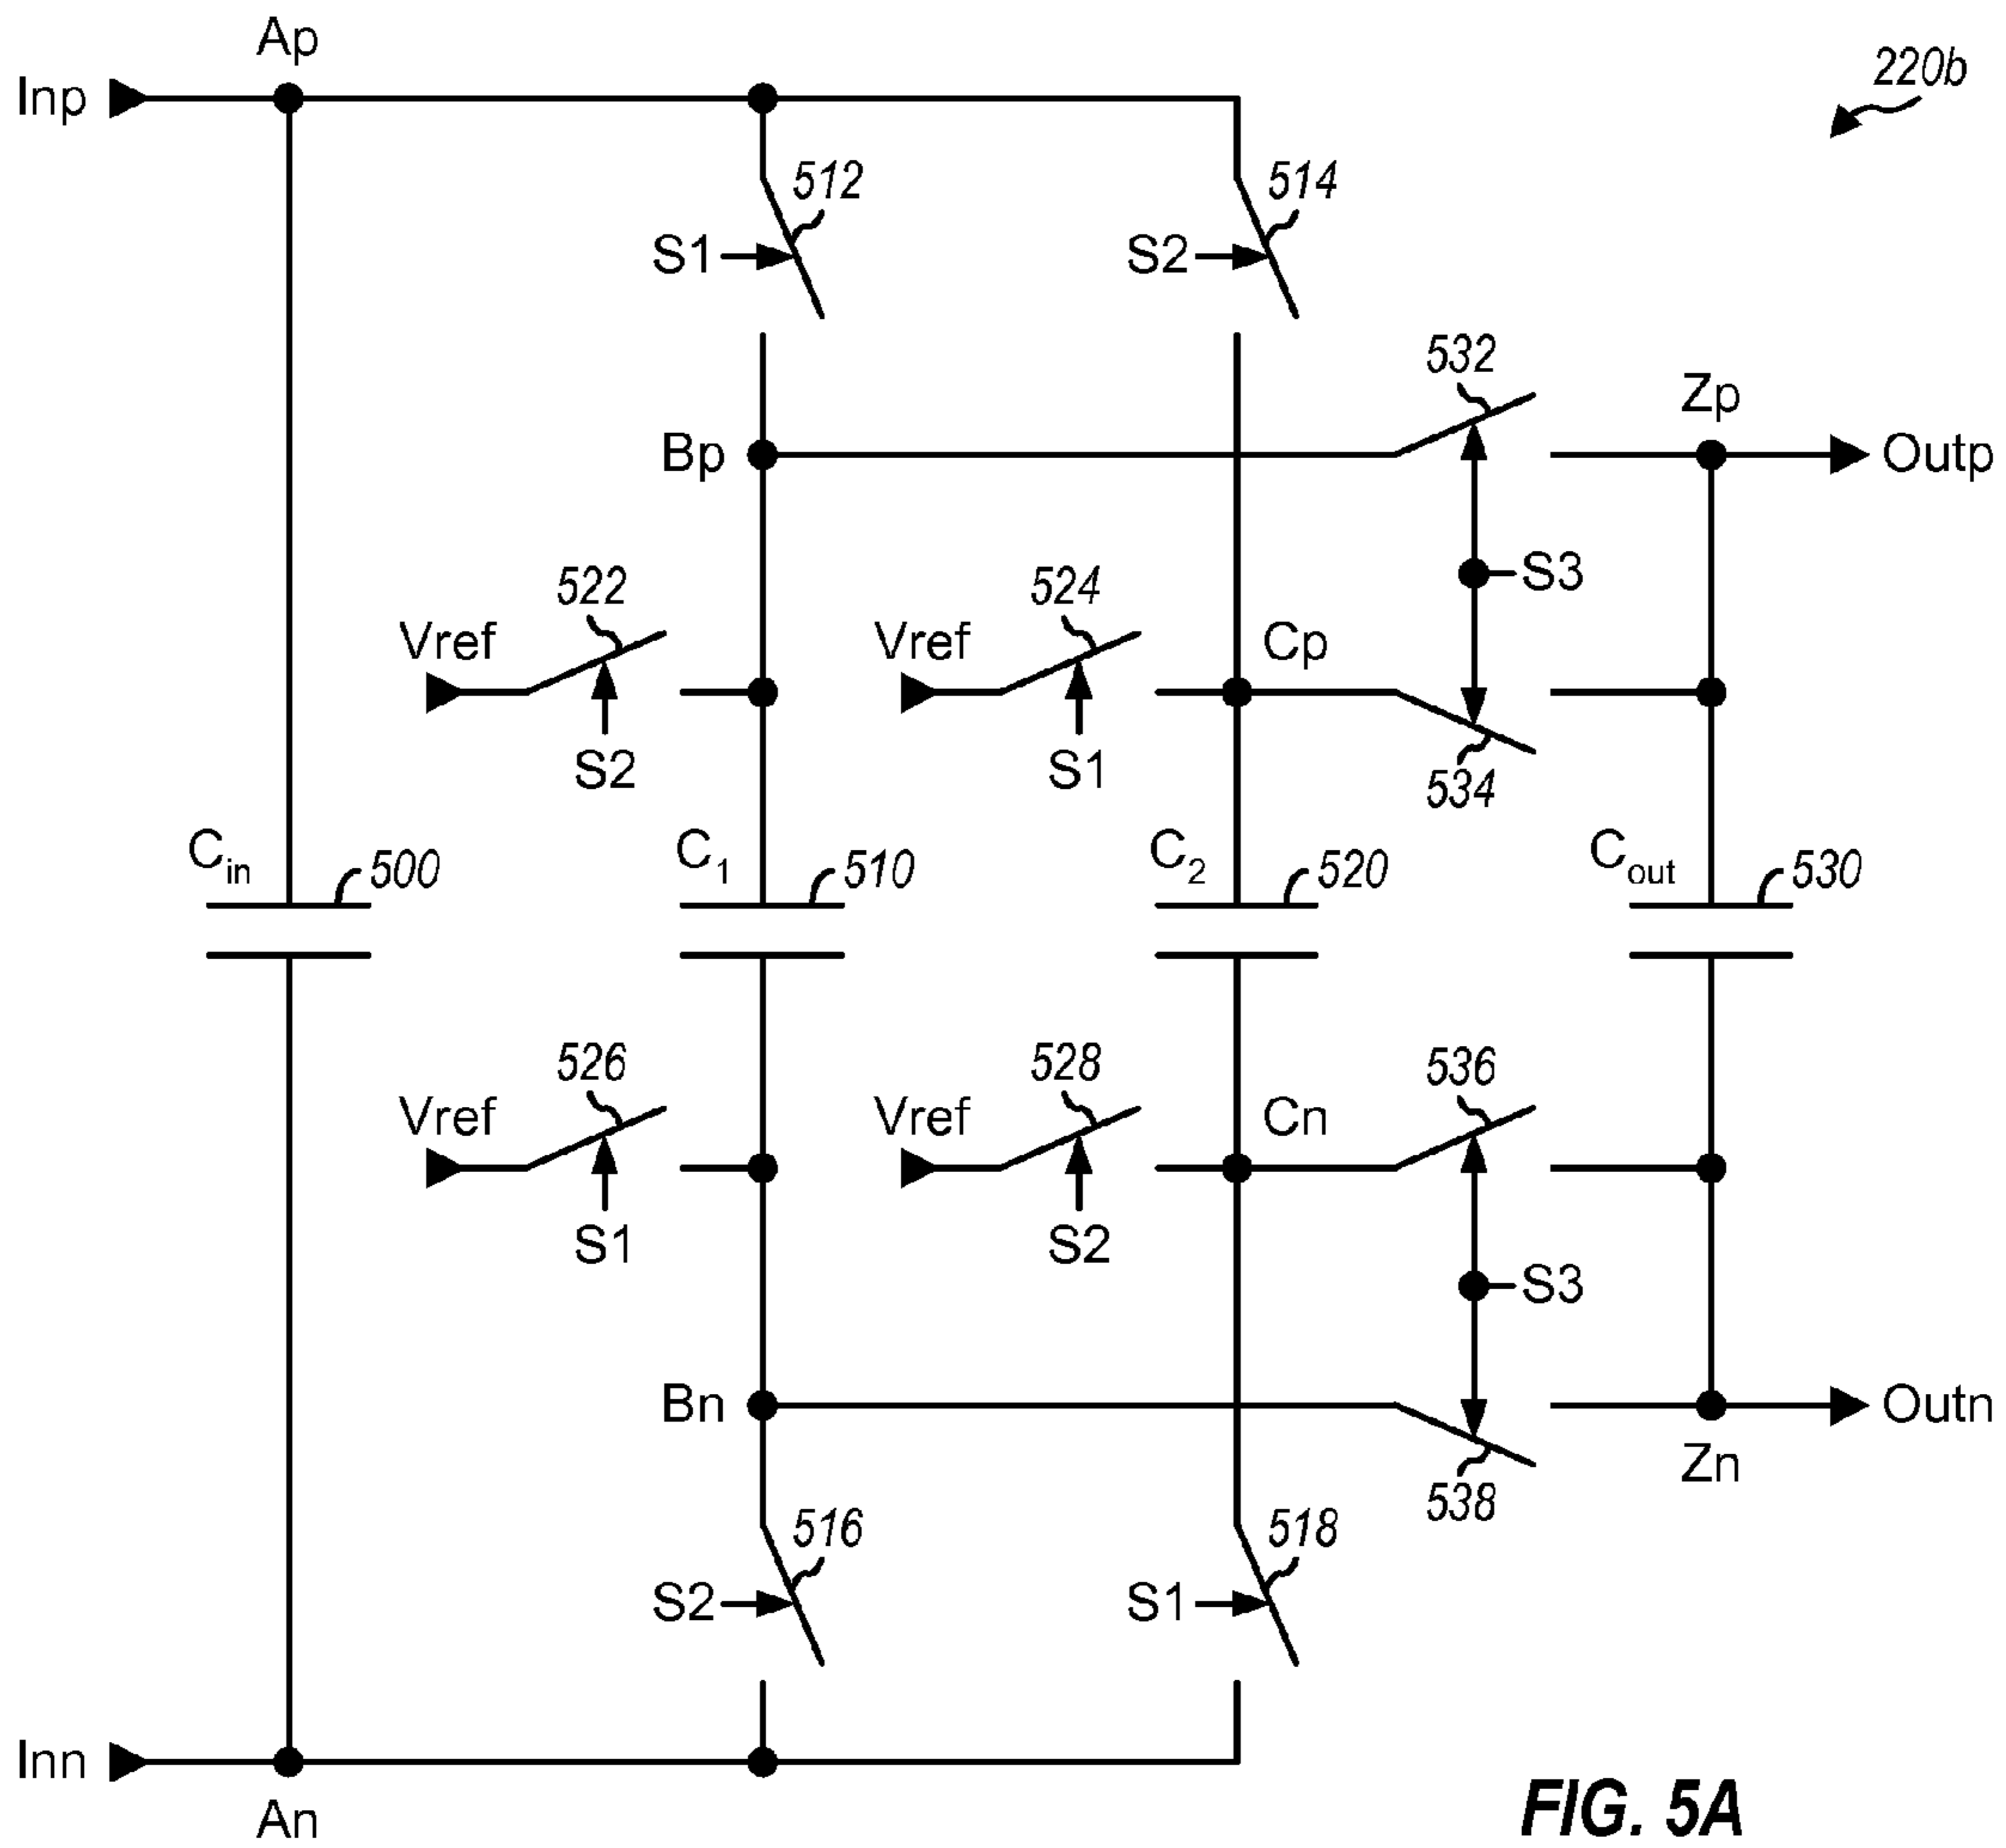 Ap
220b
Inp
512
514
S1
S2
532
Zp
Bp
Outp
522
524
S3
Vref
Vref
Cp
S2
S1
534
Cin
500
C1
510
C2
520
Cout
530
526
528
536
Vref
Vref
Cn
S1
S2
S3
Bn
Outn
Zn
538
516
518
S2
S1
Inn
An
FIG. 5A